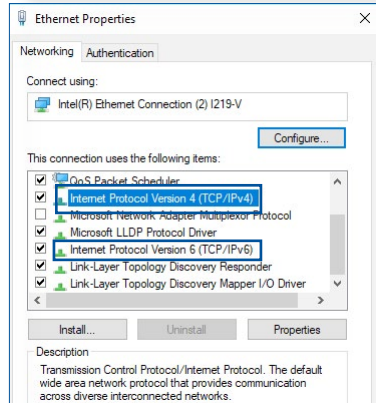 Ethernet Properties
Networking Authentication
Connect using:
Intel(R) Ethernet Connection (2) I219-V
Configure...
This connection uses the following items:
QoS Packet Scheduler
Internet Protocol Version 4 (TCP/IPv4)
Microsoft Network Adapter Multiplexor Protocol
Microsoft LLDP Protocol Driver
Internet Protocol Version 6 (TCP/IPv6)
Link-Layer Topology Discovery Responder
Link-Layer Topology Discovery Mapper I/O Driver
Install... Uninstall Properties
Description
Transmission Control Protocol/Internet Protocol. The default
wide area network protocol that provides communication
across diverse interconnected networks.